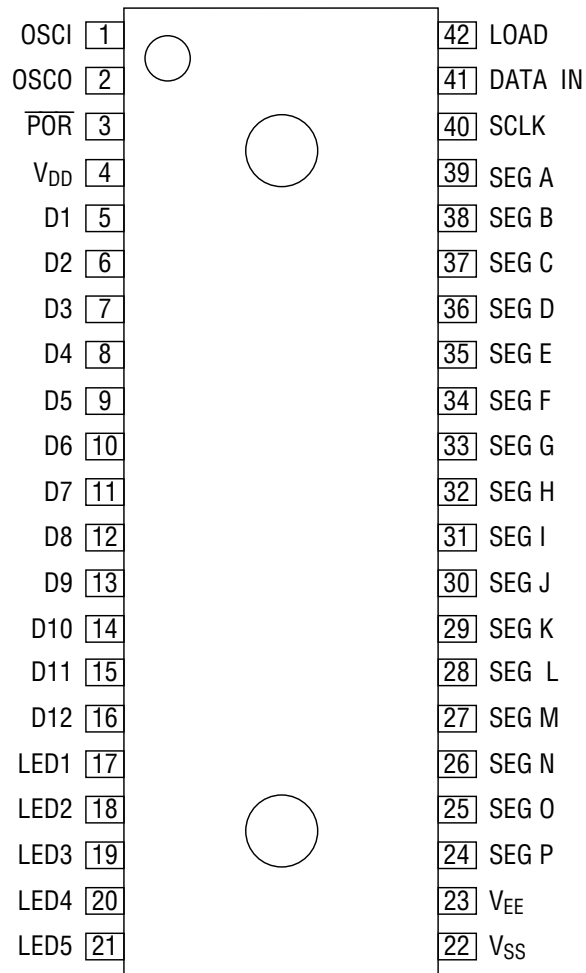 OSCI 1 42 LOAD
OSCO 2 41 DATA IN
P̅O̅R̅ 3 40 SCLK
VDD 4 39 SEG A
D1 5 38 SEG B
D2 6 37 SEG C
D3 7 36 SEG D
D4 8 35 SEG E
D5 9 34 SEG F
D6 10 33 SEG G
D7 11 32 SEG H
D8 12 31 SEG I
D9 13 30 SEG J
D10 14 29 SEG K
D11 15 28 SEG L
D12 16 27 SEG M
LED1 17 26 SEG N
LED2 18 25 SEG O
LED3 19 24 SEG P
LED4 20 23 VEE
LED5 21 22 VSS